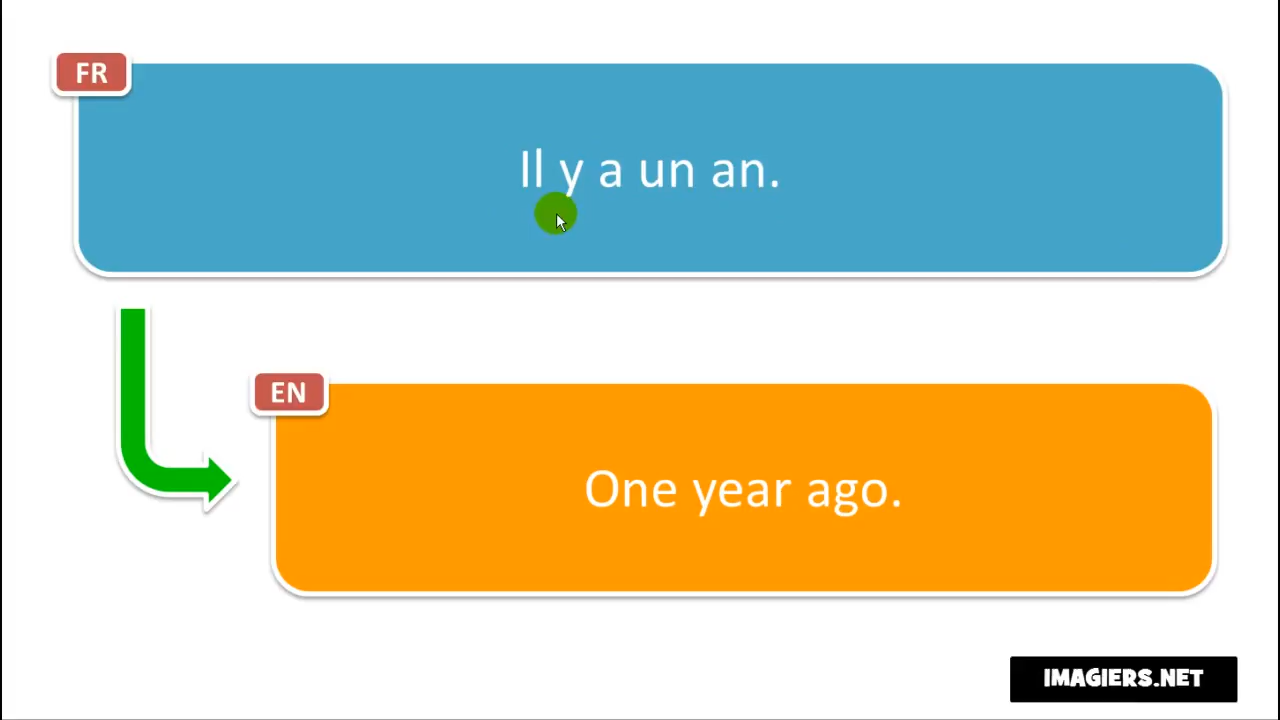 FR
Il y a un an.
EN
One year ago.
IMAGIERS.NET